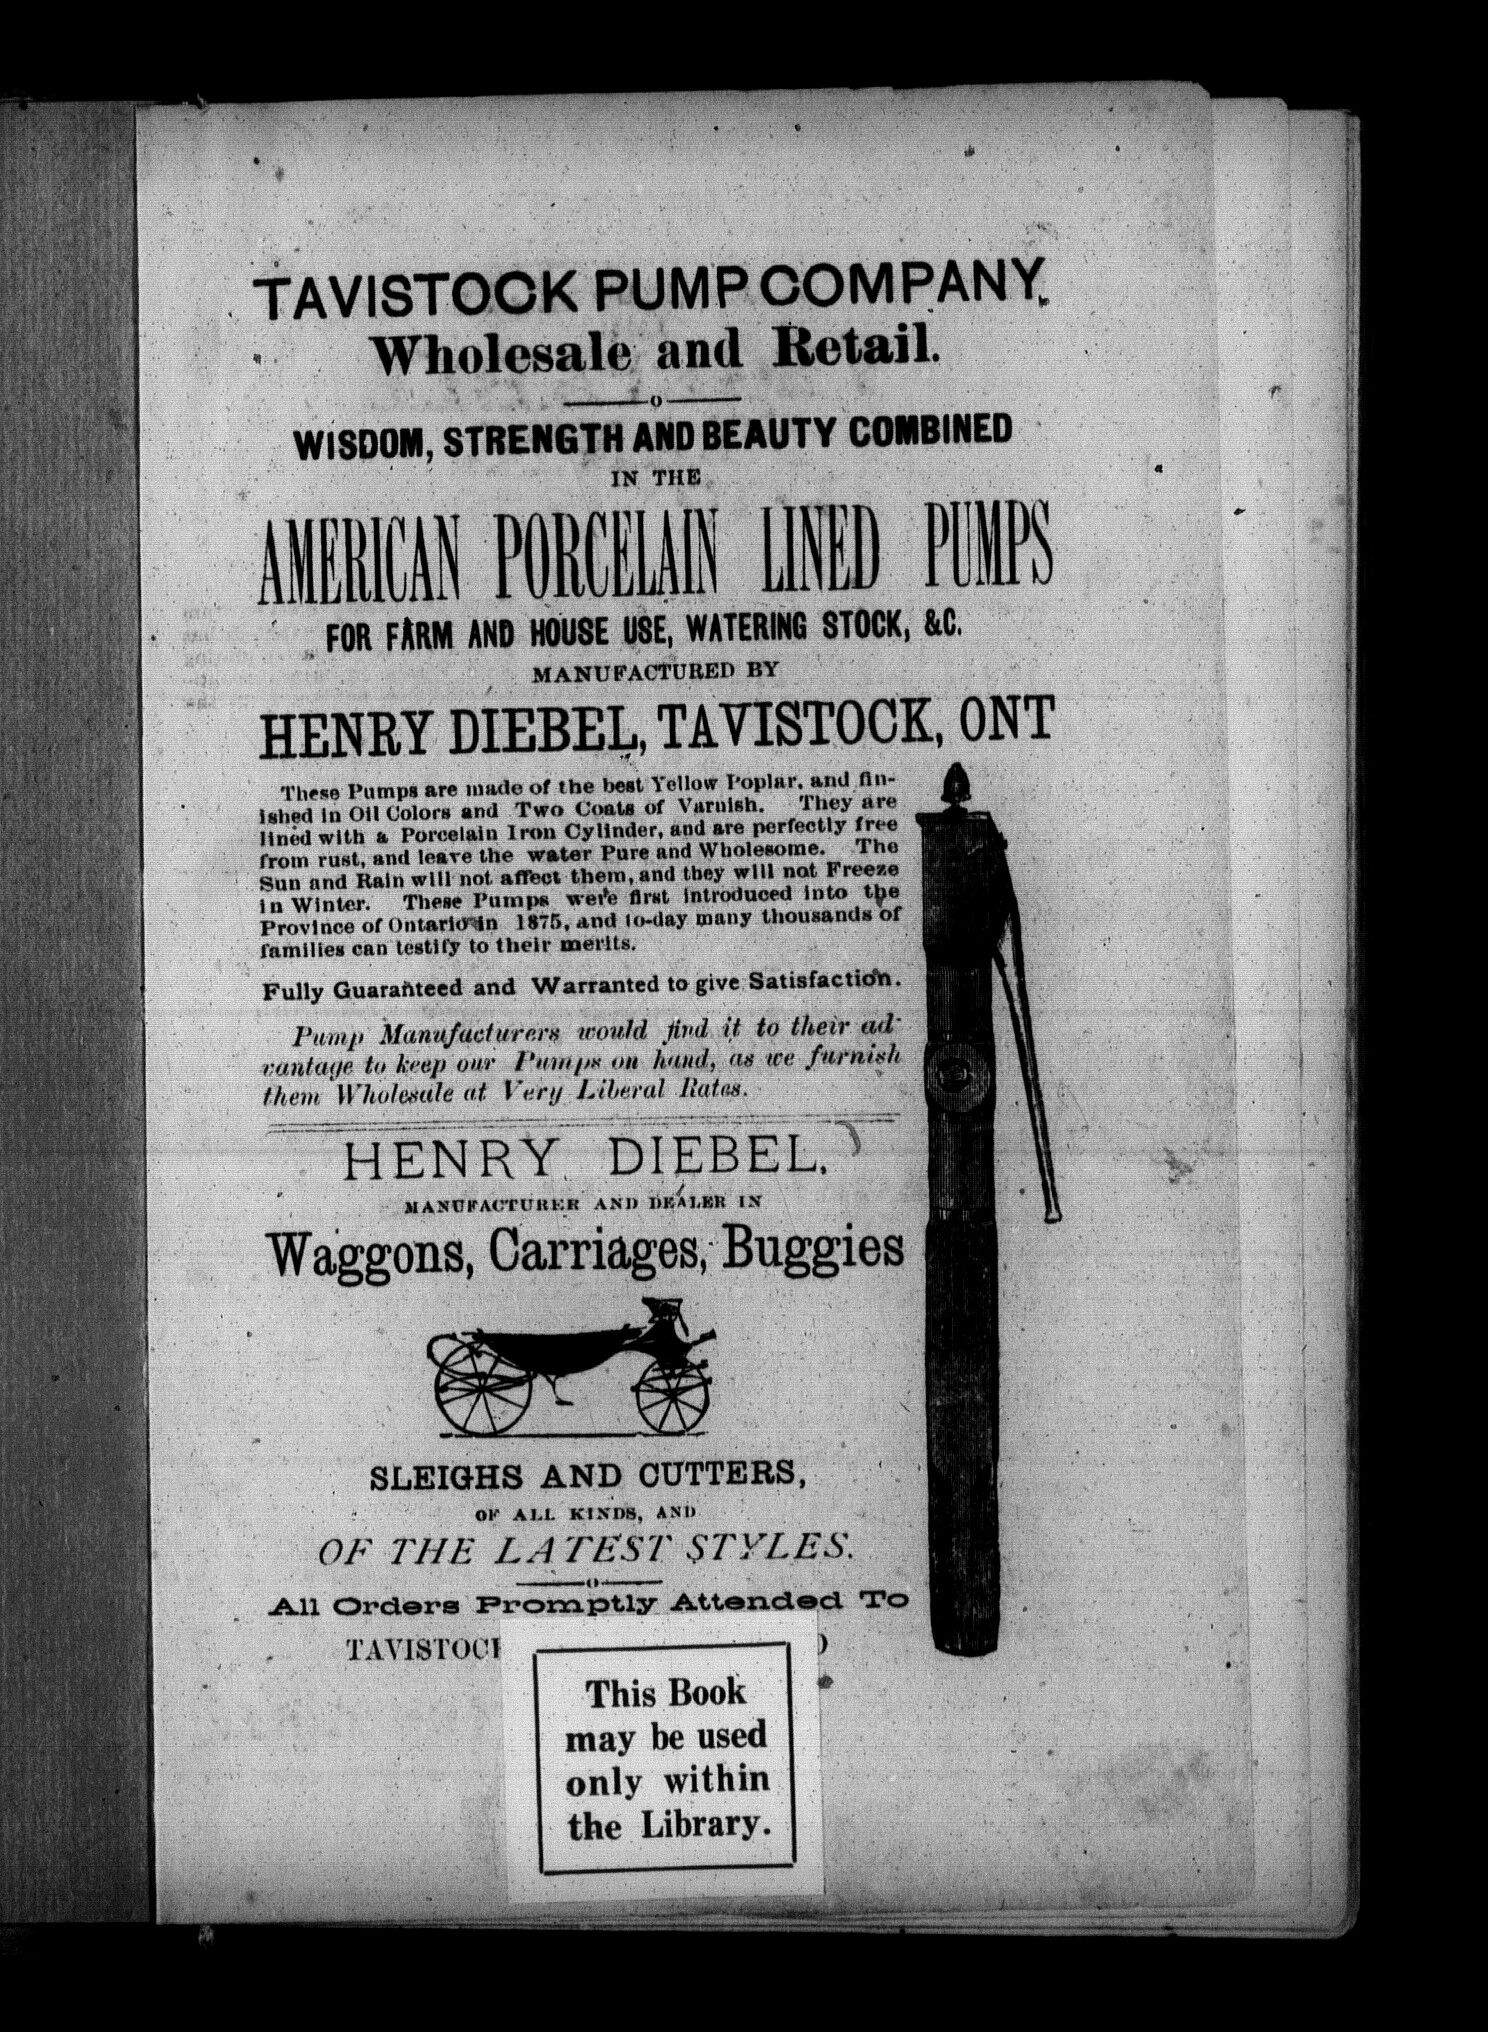 TAVISTOCK PUMP COMPANY,
Wholesale and Retail.
WISDOM, STRENGTH AND BEAUTY COMBINED
IN THE
AMERICAN PORCELAIN LINED PUMPS
FOR FARM AND HOUSE USE, WATERING STOCK, &C.
MANUFACTURED BY
HENRY DIEBEL, TAVISTOCK, ONT
These Pumps are made of the best Yellow Poplar, and fin-
ished in Oil Colors and Two Coats of Varnish. They are
lined with a Porcelain Iron Cylinder, and are perfectly free
from rust, and leave the water Pure and Wholesome. The
Sun and Rain will not affect them, and they will not Freeze
in Winter. These Pumps were first introduced into the
Province of Ontario in 1875, and to-day many thousands of
families can testify to their merits.
Fully Guaranteed and Warranted to give Satisfaction.
Pump Manufacturers would find it to their ad-
vantage to keep our Pumps on hand, as we furnish
them Wholesale at Very Liberal Rates.
HENRY DIEBEL,
MANUFACTURER AND DEALER IN
Waggons, Carriages, Buggies
SLEIGHS AND CUTTERS,
OF ALL KINDS, AND
OF THE LATEST STYLES.
All Orders Promptly Attended To
TAVISTOC
This Book
may be used
only within
the Library.